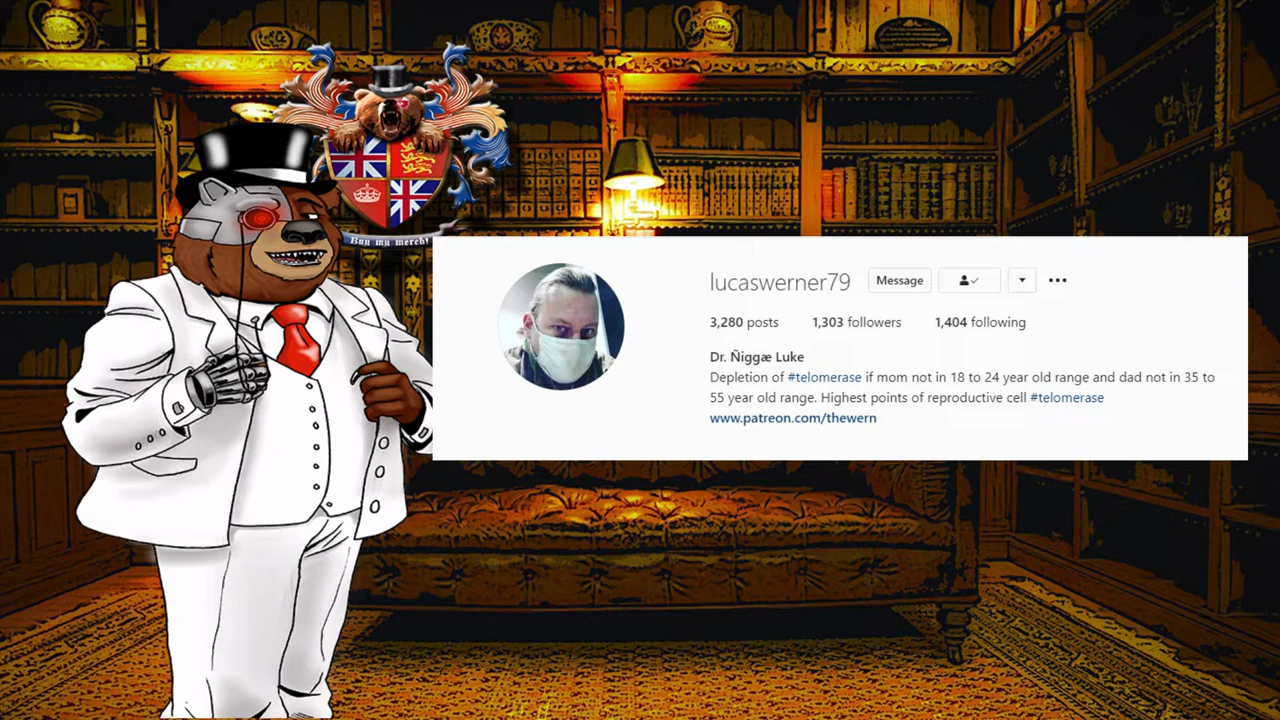 Buy my merch!
lucaswerner79 Message
3,280 posts 1,303 followers 1,404 following
Dr. Ñiggæ Luke
Depletion of #telomerase if mom not in 18 to 24 year old range and dad not in 35 to
55 year old range. Highest points of reproductive cell #telomerase
www.patreon.com/thewern